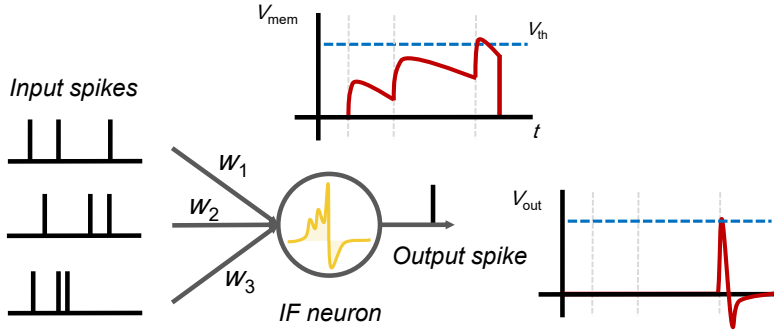 V_mem
V_th
t
Input spikes
w_1
w_2
w_3
IF neuron
Output spike
V_out